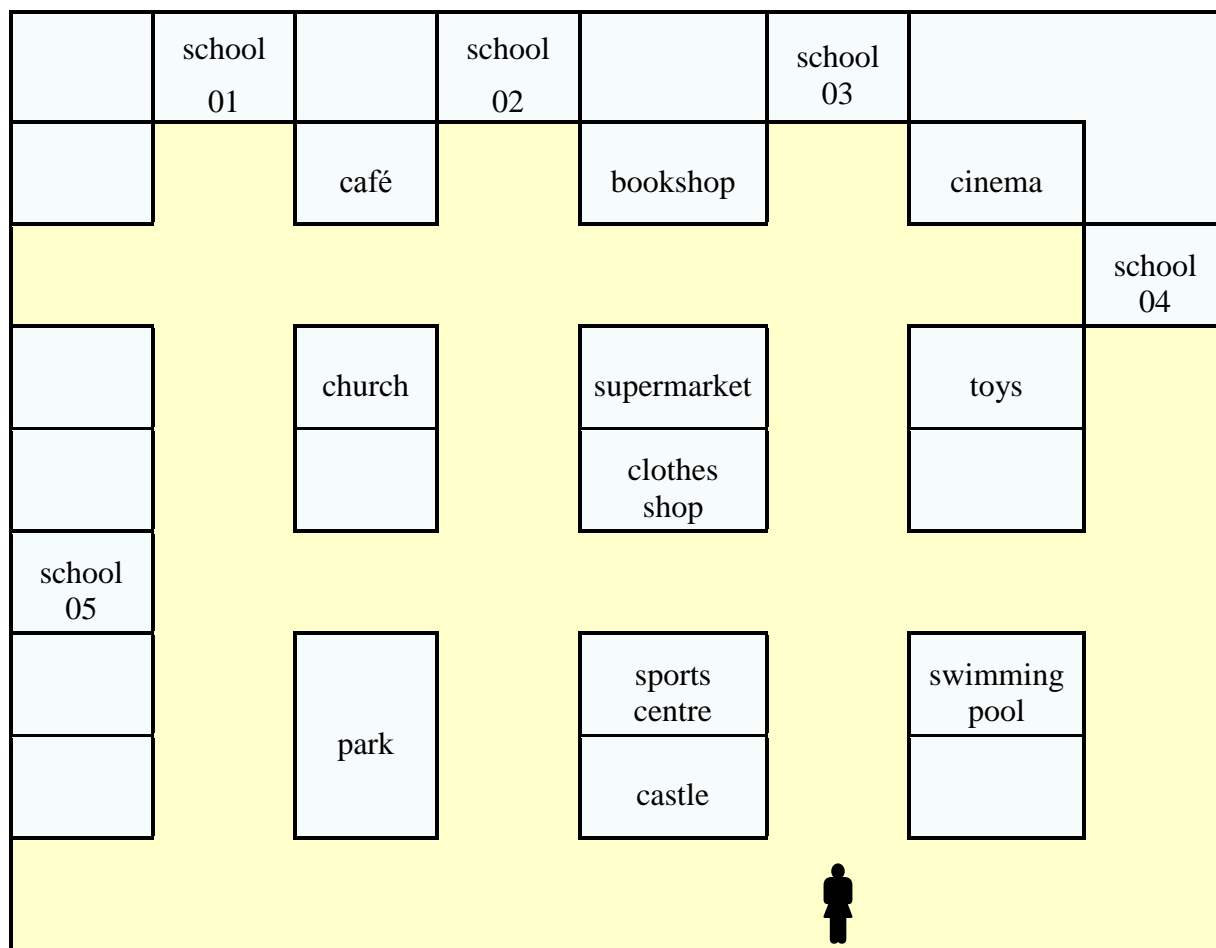 school
01
school
02
school
03
café
bookshop
cinema
school
04
church
supermarket
toys
clothes
shop
school
05
park
sports
centre
swimming
pool
castle